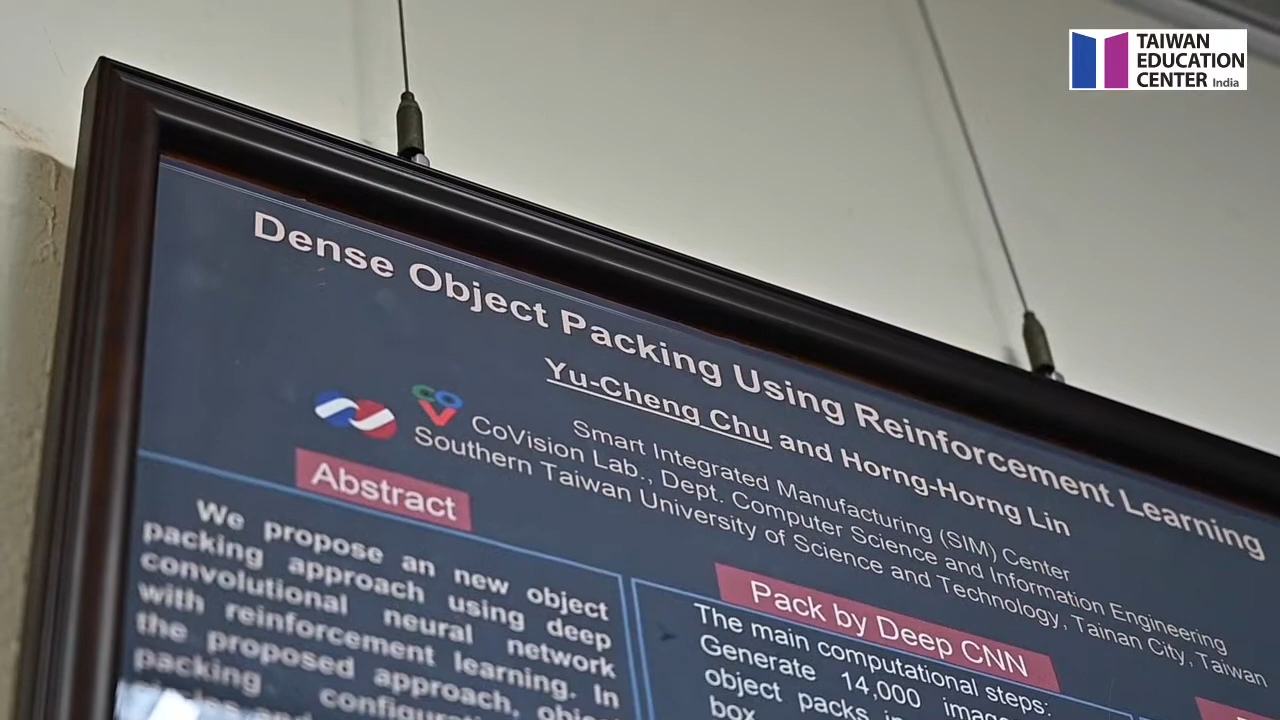 TAIWAN
EDUCATION
CENTER India
Dense Object Packing Using Reinforcement Learning
Yu-Cheng Chu and Horng-Horng Lin
Smart Integrated Manufacturing (SIM) Center
COV CoVision Lab., Dept. Computer Science and Information Engineering
Southern Taiwan University of Science and Technology, Tainan City, Taiwan
Abstract
We propose an new object
packing approach using deep
convolutional neural network
with reinforcement learning. In
the proposed approach, object
packing
Pack by Deep CNN
The main computational steps:
Generate 14,000
object packs
box